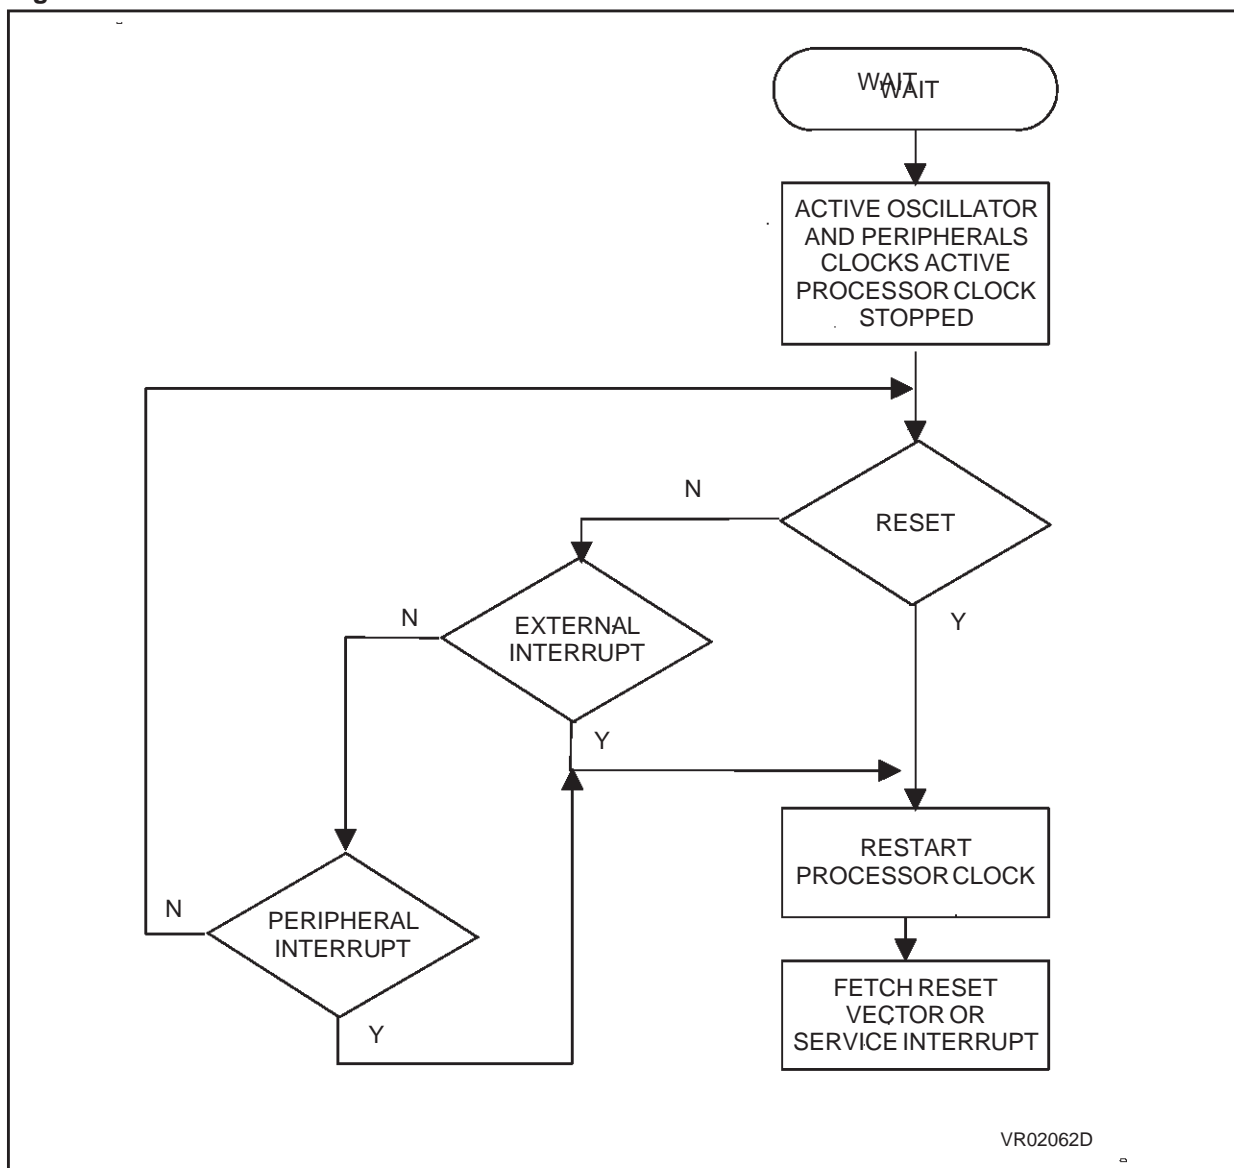 WAIT
WAIT
ACTIVE OSCILLATOR
AND PERIPHERALS
CLOCKS ACTIVE
PROCESSOR CLOCK
STOPPED
N
RESET
N
EXTERNAL
INTERRUPT
Y
Y
RESTART
PROCESSOR CLOCK
N
PERIPHERAL
INTERRUPT
Y
FETCH RESET
VECTOR OR
SERVICE INTERRUPT
VR02062D